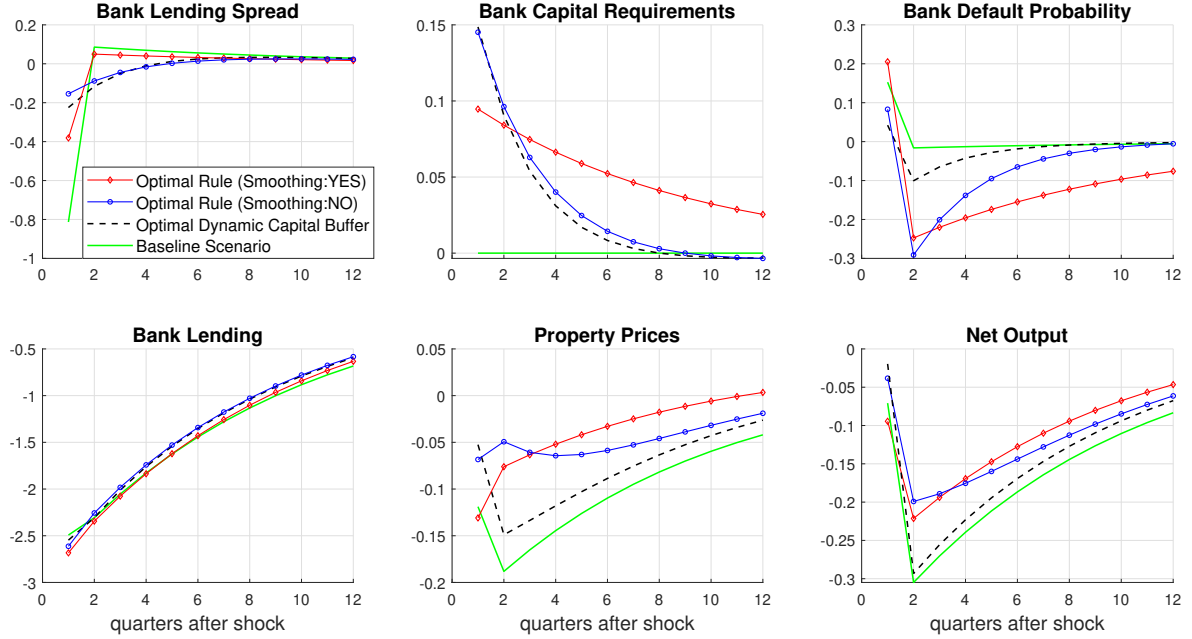 Bank Lending Spread
0.2
0
-0.2
-0.4
-0.6
-0.8
-1
0 2 4 6 8 10 12
Optimal Rule (Smoothing:YES)
Optimal Rule (Smoothing:NO)
Optimal Dynamic Capital Buffer
Baseline Scenario
Bank Capital Requirements
0.15
0.1
0.05
0
0 2 4 6 8 10 12
Bank Default Probability
0.3
0.2
0.1
0
-0.1
-0.2
-0.3
0 2 4 6 8 10 12
Bank Lending
-0.5
-1
-1.5
-2
-2.5
-3
0 2 4 6 8 10 12
quarters after shock
Property Prices
0.05
0
-0.05
-0.1
-0.15
-0.2
0 2 4 6 8 10 12
quarters after shock
Net Output
0
-0.05
-0.1
-0.15
-0.2
-0.25
-0.3
0 2 4 6 8 10 12
quarters after shock